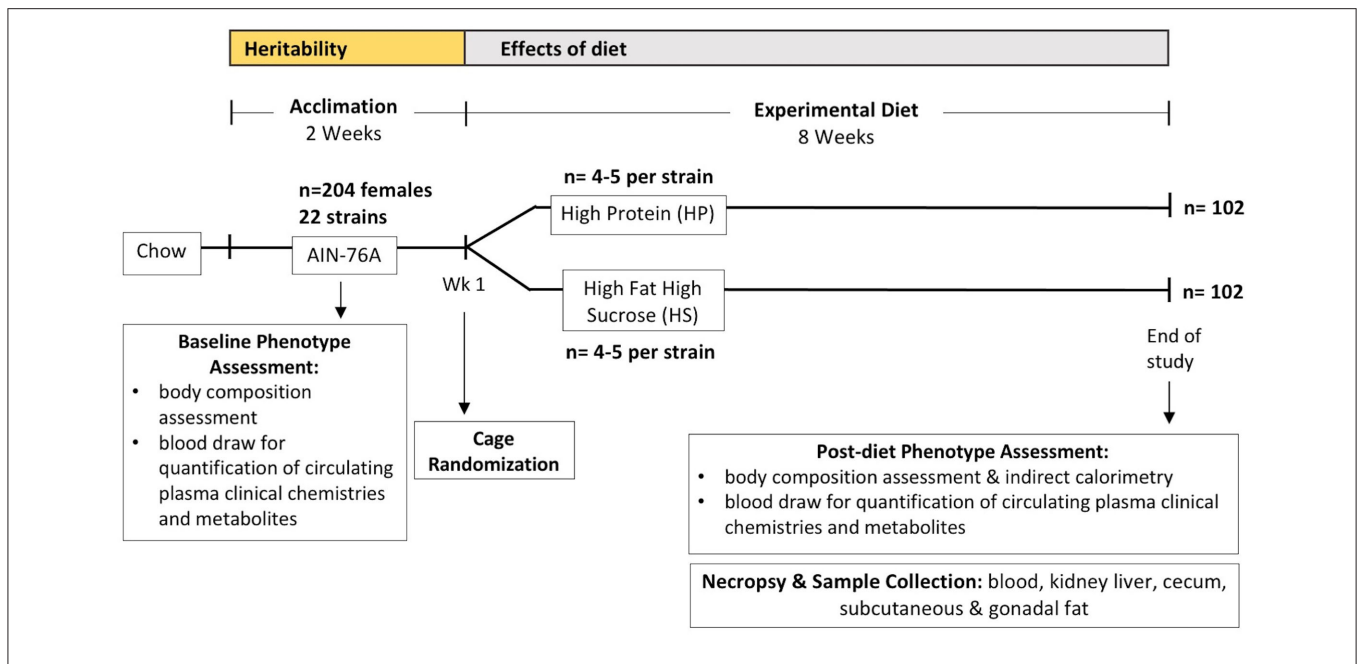 Heritability
Effects of diet
Acclimation
2 Weeks
Experimental Diet
8 Weeks
n=204 females
22 strains
n= 4-5 per strain
High Protein (HP)
n= 102
Chow
AIN-76A
Wk 1
High Fat High
Sucrose (HS)
n= 102
n= 4-5 per strain
Baseline Phenotype
Assessment:
• body composition
assessment
• blood draw for
quantification of circulating
plasma clinical chemistries
and metabolites
Cage
Randomization
End of
study
Post-diet Phenotype Assessment:
• body composition assessment & indirect calorimetry
• blood draw for quantification of circulating plasma clinical
chemistries and metabolites
Necropsy & Sample Collection: blood, kidney liver, cecum,
subcutaneous & gonadal fat